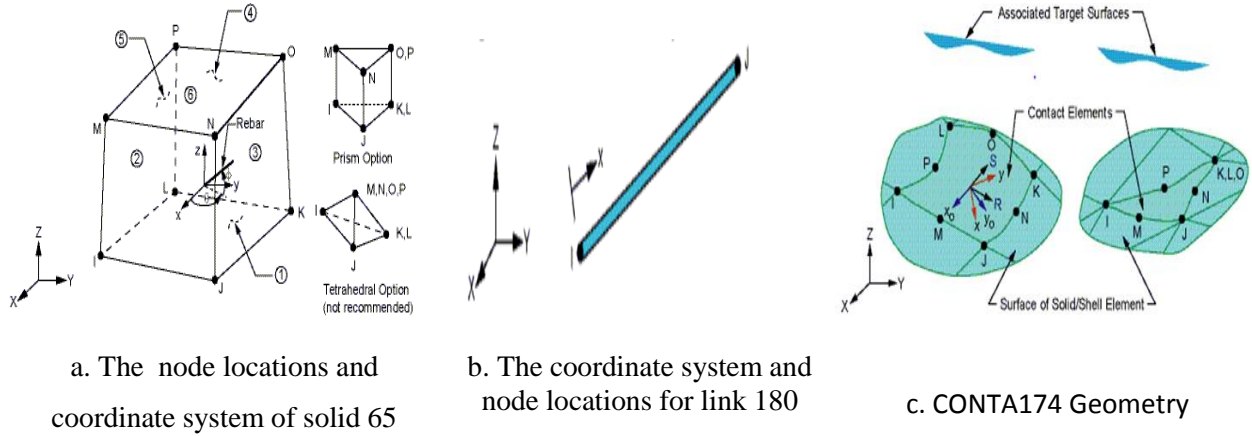 ④
⑤
P
O
⑥
M
N
Rebar
②
③
z
y
x
L
K
①
I
J
Z
Y
X
M
O,P
N
I
K,L
J
Prism Option
M,N,O,P
I
K,L
J
Tetrahedral Option
(not recommended)
a. The node locations and
coordinate system of solid 65
J
X
Z
Y
X
I
b. The coordinate system and
node locations for link 180
Associated Target Surfaces
Contact Elements
L
O
S
y
P
K
I
R
N
x₀
y₀
x
M
J
K,L,O
P
N
I
M
J
Z
Y
X
Surface of Solid/Shell Element
c. CONTA174 Geometry